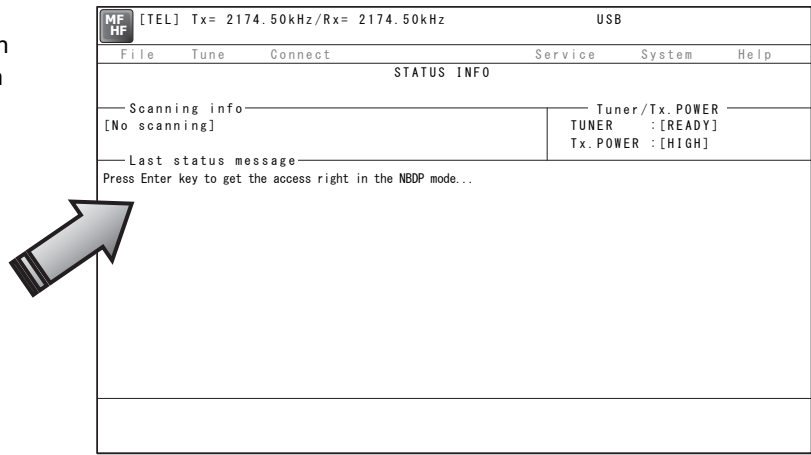 MF
HF
[TEL] Tx= 2174.50kHz/Rx= 2174.50kHz USB
File Tune Connect Service System Help
STATUS INFO
Scanning info
[No scanning]
Tuner/Tx.POWER
TUNER :[READY]
Tx.POWER :[HIGH]
Last status message
Press Enter key to get the access right in the NBDP mode...